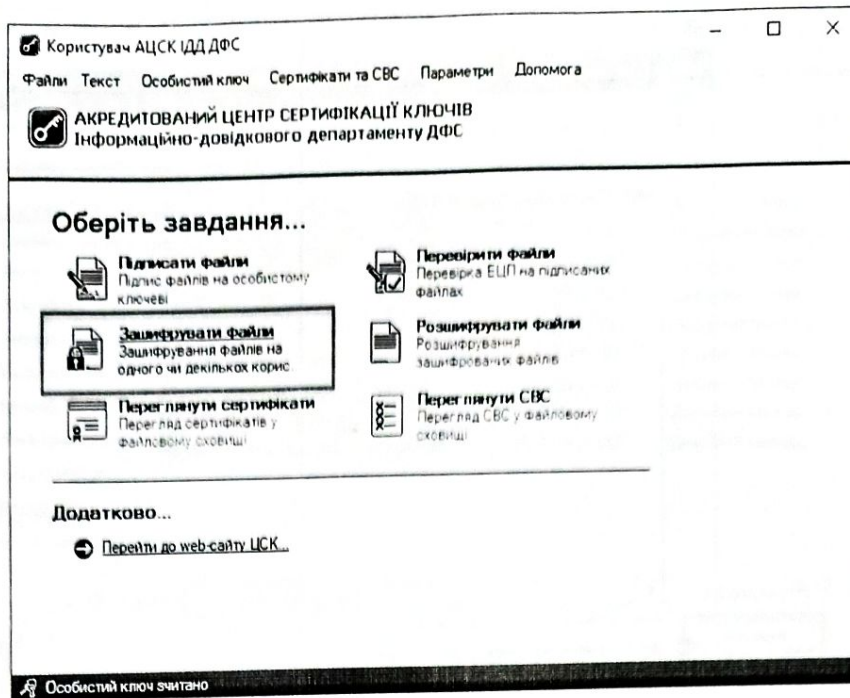 Користувач АЦСК ІДД ДФС
Файли Текст Особистий ключ Сертифікати та СВС Параметри Допомога
АКРЕДИТОВАНИЙ ЦЕНТР СЕРТИФІКАЦІЇ КЛЮЧІВ
Інформаційно-довідкового департаменту ДФС
Оберіть завдання...
Підписати файли
Підпис файлів на особистому
ключеві
Перевірити файли
Перевірка ЕЦП на підписаних
файлах
Зашифрувати файли
Зашифрування файлів на
одного чи декількох корис
Розшифрувати файли
Розшифрування
зашифрованих файлів
Переглянути сертифікати
Перегляд сертифікатів у
файловому сховищі
Переглянути СВС
Перегляд СВС у файловому
сховищі
Додатково...
Перейти до web-сайту ЦСК...
Особистий ключ зчитано